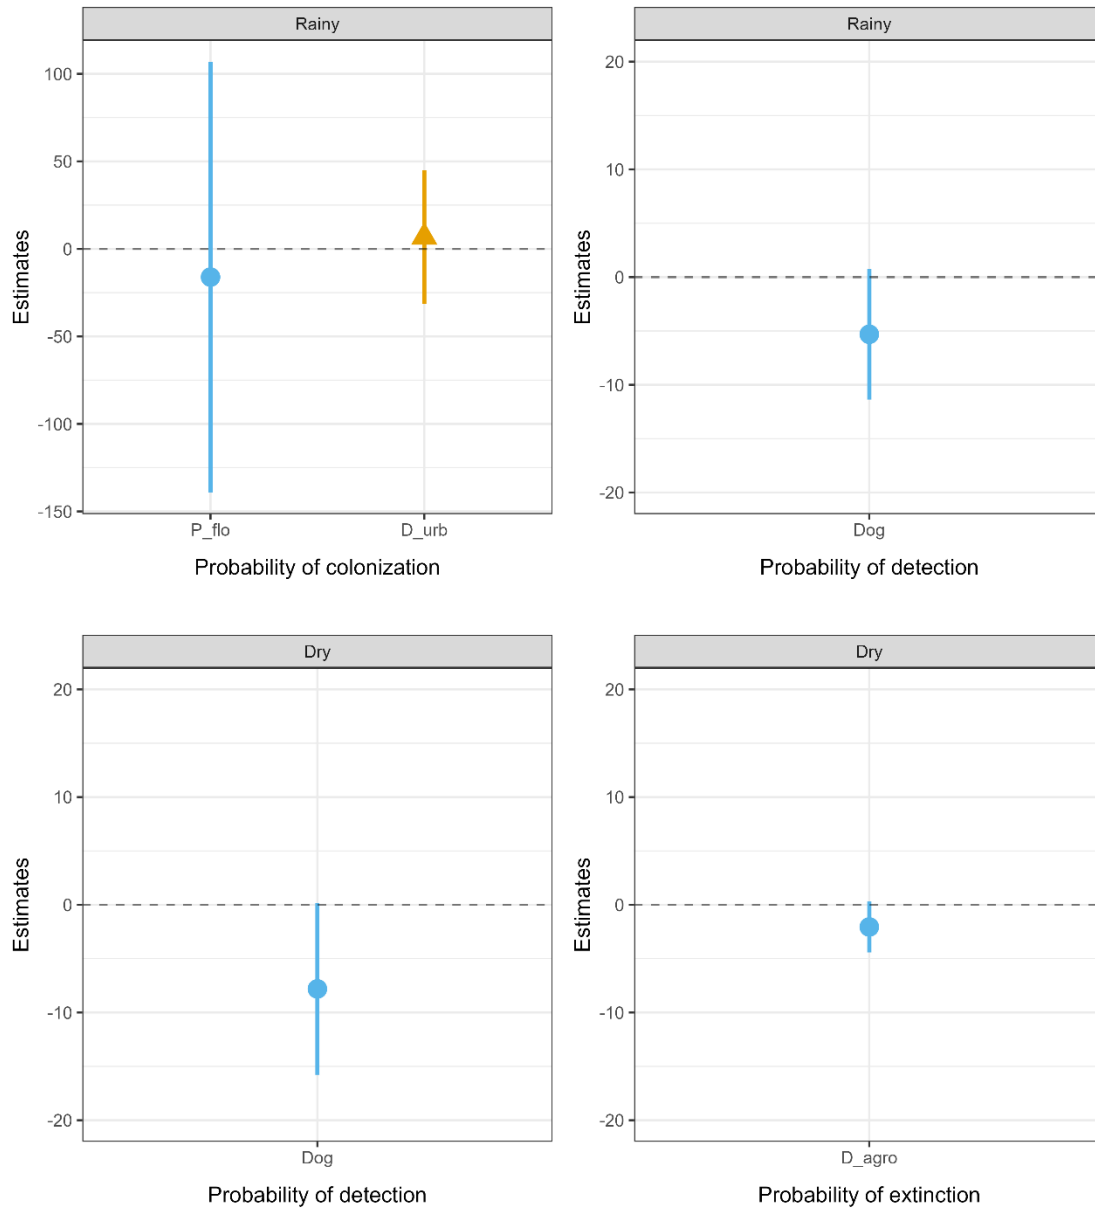 Rainy
100
50
0
-50
-100
-150
Estimates
P_flo D_urb
Probability of colonization
Rainy
20
10
0
-10
-20
Estimates
Dog
Probability of detection
Dry
20
10
0
-10
-20
Estimates
Dog
Probability of detection
Dry
20
10
0
-10
-20
Estimates
D_agro
Probability of extinction